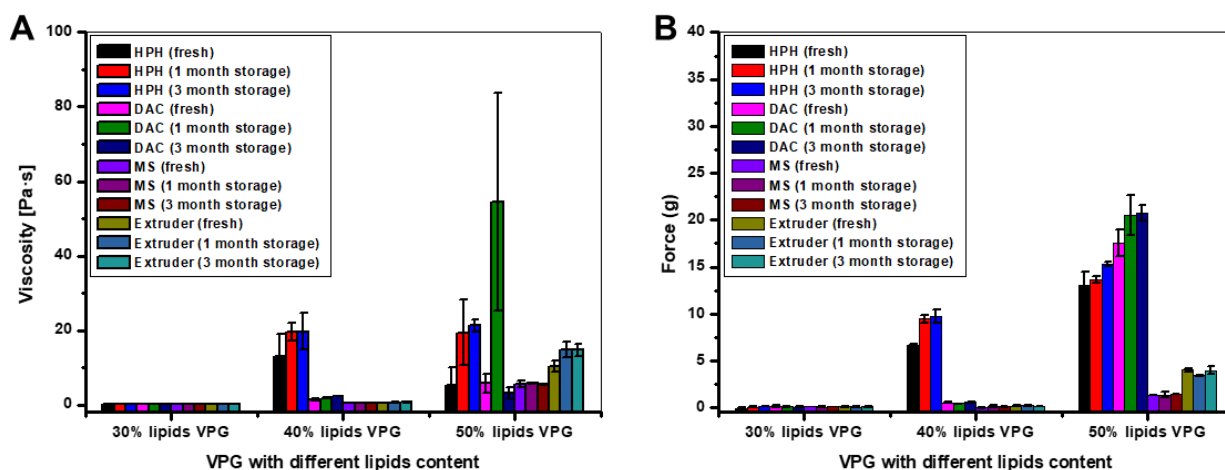 A
Viscosity [Pa·s]
100
80
60
40
20
0
HPH (fresh)
HPH (1 month storage)
HPH (3 month storage)
DAC (fresh)
DAC (1 month storage)
DAC (3 month storage)
MS (fresh)
MS (1 month storage)
MS (3 month storage)
Extruder (fresh)
Extruder (1 month storage)
Extruder (3 month storage)
30% lipids VPG 40% lipids VPG 50% lipids VPG
VPG with different lipids content
B
Force (g)
40
35
30
25
20
15
10
5
0
HPH (fresh)
HPH (1 month storage)
HPH (3 month storage)
DAC (fresh)
DAC (1 month storage)
DAC (3 month storage)
MS (fresh)
MS (1 month storage)
MS (3 month storage)
Extruder (fresh)
Extruder (1 month storage)
Extruder (3 month storage)
30% lipids VPG 40% lipids VPG 50% lipids VPG
VPG with different lipids content